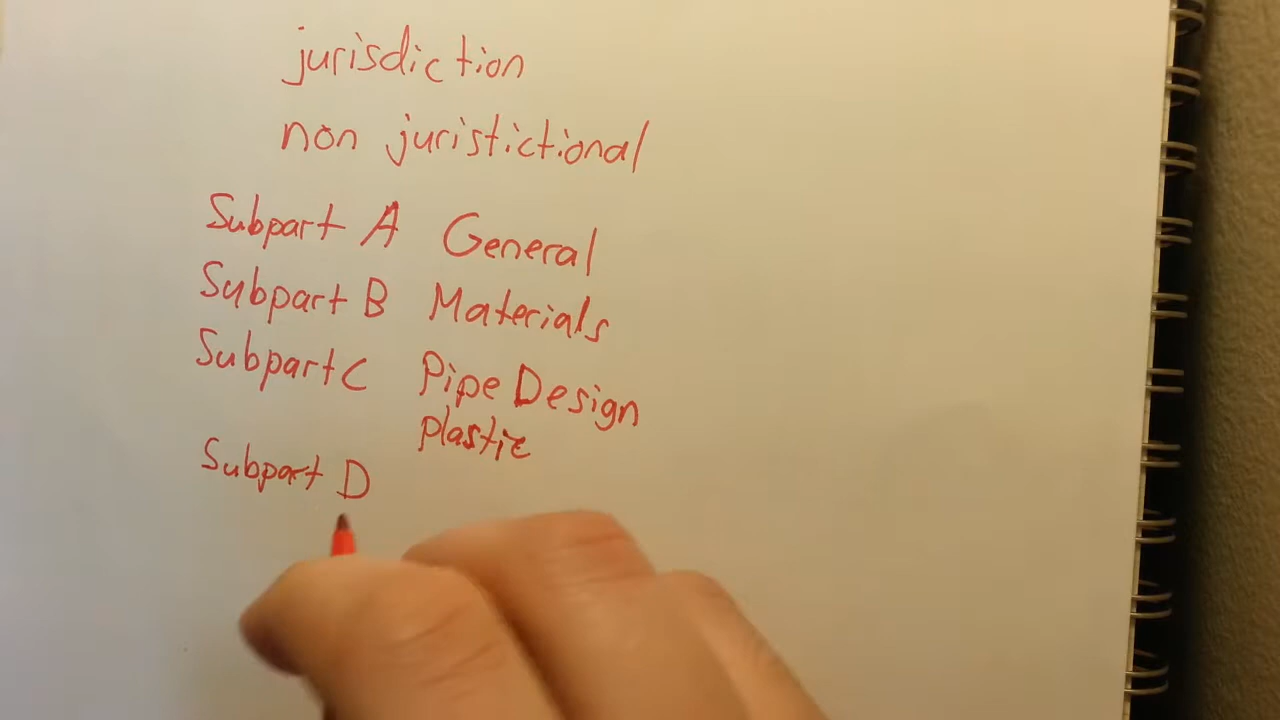 jurisdiction
non juristictional
Subpart A General
Subpart B Materials
Subpart C Pipe Design
Plastic
Subpart D